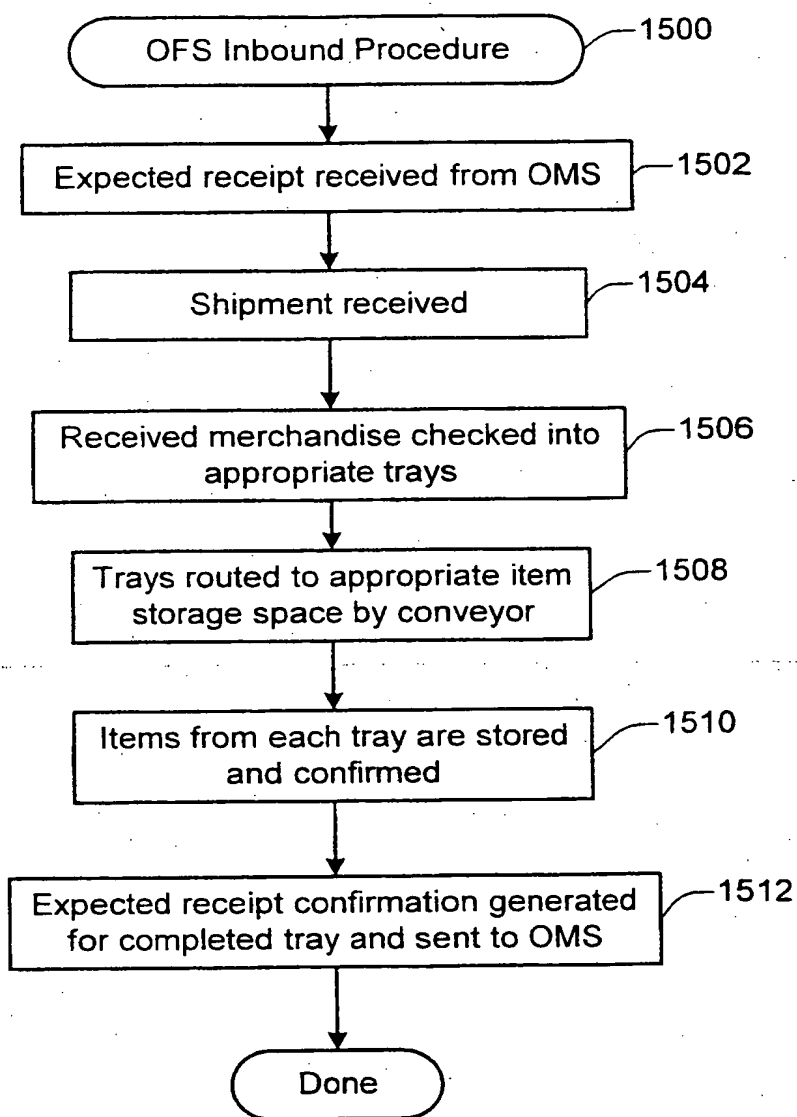 OFS Inbound Procedure
1500
Expected receipt received from OMS
1502
Shipment received
1504
Received merchandise checked into
appropriate trays
1506
Trays routed to appropriate item
storage space by conveyor
1508
Items from each tray are stored
and confirmed
1510
Expected receipt confirmation generated
for completed tray and sent to OMS
1512
Done